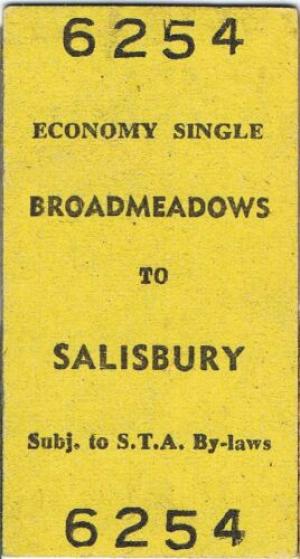 6254
ECONOMY SINGLE
BROADMEADOWS
TO
SALISBURY
Subj. to S.T.A. By-laws
6254